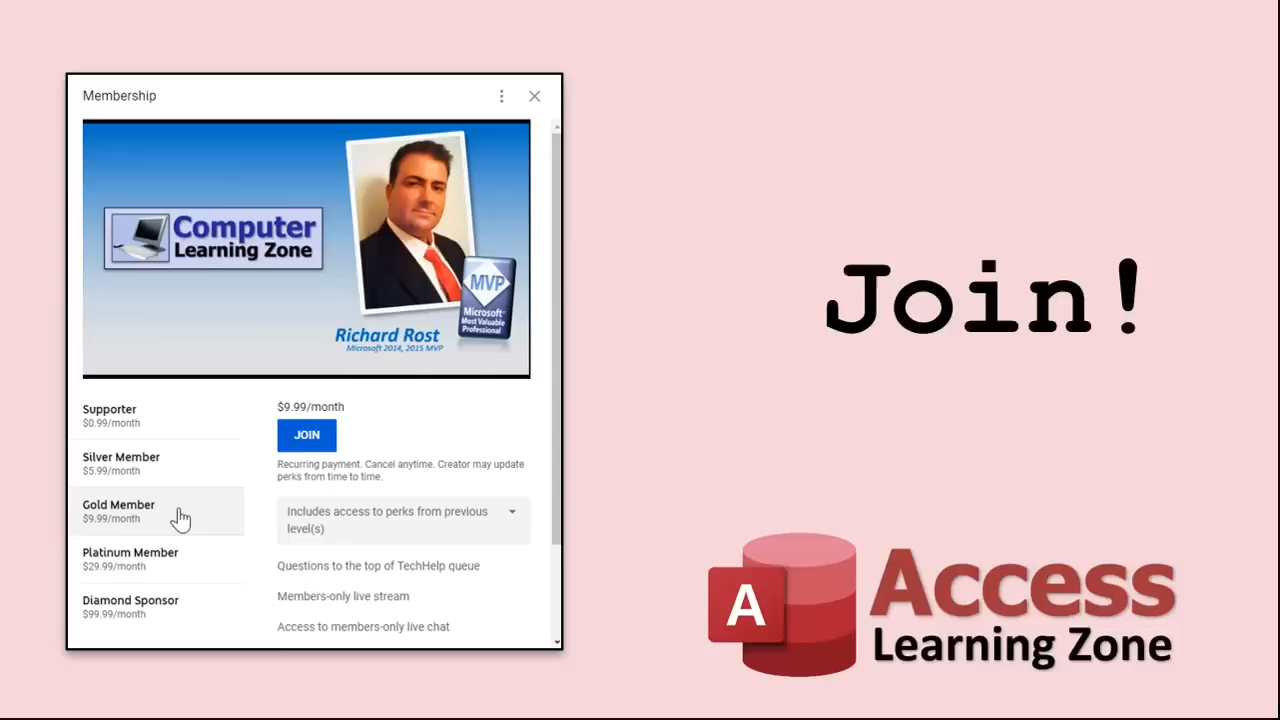 Membership
Computer
Learning Zone
MVP
Microsoft®
Most Valuable
Professional
Richard Rost
Microsoft 2014, 2015 MVP
Supporter
$0.99/month
Silver Member
$5.99/month
Gold Member
$9.99/month
Platinum Member
$29.99/month
Diamond Sponsor
$99.99/month
$9.99/month
JOIN
Recurring payment. Cancel anytime. Creator may update
perks from time to time.
Includes access to perks from previous
level(s)
Questions to the top of TechHelp queue
Members-only live stream
Access to members-only live chat
Join!
A
Access
Learning Zone